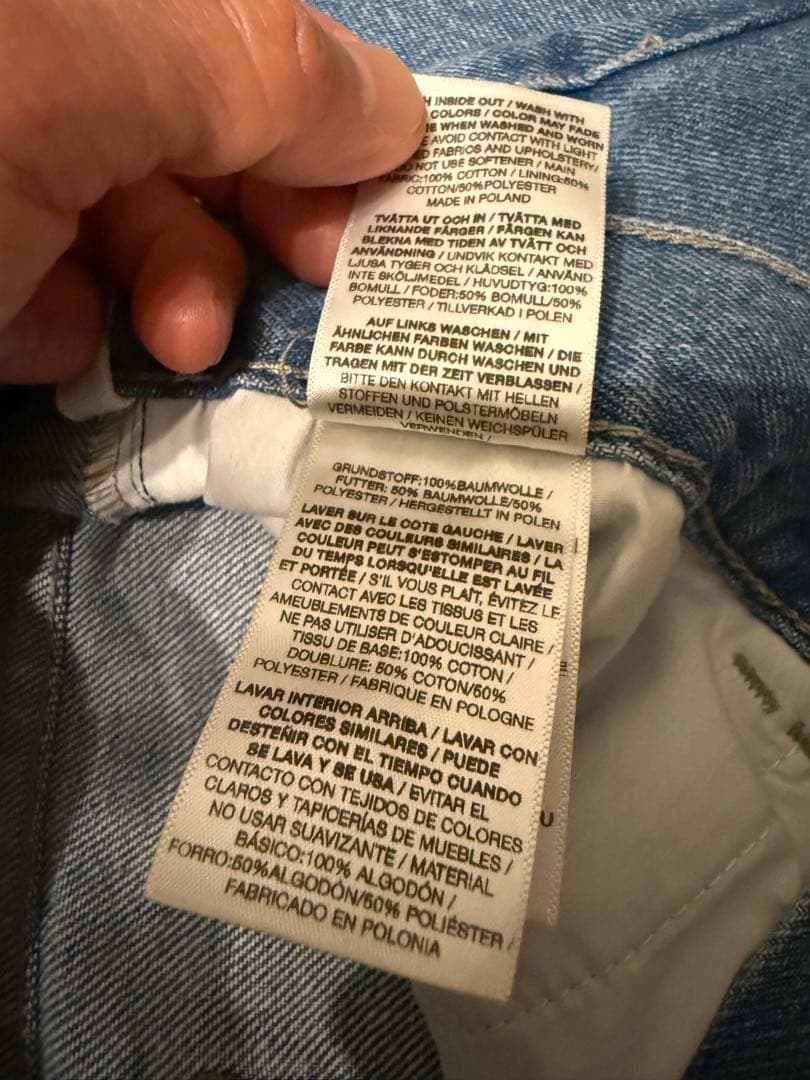 INSIDE OUT / WASH WITH
COLORS / COLOR MAY FADE
WHEN WASHED AND WORN
AVOID CONTACT WITH LIGHT
FABRICS AND UPHOLSTERY/
NOT USE SOFTENER / MAIN
FABRIC:100% COTTON / LINING:50%
COTTON/50%POLYESTER
MADE IN POLAND
TVÄTTA UT OCH IN / TVÄTTA MED
LIKNANDE FÄRGER / FÄRGEN KAN
BLEKNA MED TIDEN AV TVÄTT OCH
ANVÄNDNING / UNDVIK KONTAKT MED
LJUSA TYGER OCH KLÄDSEL / ANVÄND
INTE SKÖLJMEDEL / HUVUDTYG:100%
BOMULL / FODER:50% BOMULL/50%
POLYESTER / TILLVERKAD I POLEN
AUF LINKS WASCHEN / MIT
ÄHNLICHEN FARBEN WASCHEN / DIE
FARBE KANN DURCH WASCHEN UND
TRAGEN MIT DER ZEIT VERBLASSEN /
BITTE DEN KONTAKT MIT HELLEN
STOFFEN UND POLSTERMÖBELN
VERMEIDEN / KEINEN WEICHSPÜLER
VERWENDEN /
GRUNDSTOFF:100%BAUMWOLLE /
FUTTER: 50% BAUMWOLLE/50%
POLYESTER / HERGESTELLT IN POLEN
LAVER SUR LE COTE GAUCHE / LAVER
AVEC DES COULEURS SIMILAIRES / LA
COULEUR PEUT S'ESTOMPER AU FIL
DU TEMPS LORSQU'ELLE EST LAVÉE
ET PORTÉE / S'IL VOUS PLAÎT, ÉVITEZ LE
CONTACT AVEC LES TISSUS ET LES
AMEUBLEMENTS DE COULEUR CLAIRE /
NE PAS UTILISER D'ADOUCISSANT /
TISSU DE BASE:100% COTON /
DOUBLURE: 50% COTON/50%
POLYESTER / FABRIQUE EN POLOGNE
LAVAR INTERIOR ARRIBA / LAVAR CON
COLORES SIMILARES / PUEDE
DESTEÑIR CON EL TIEMPO CUANDO
SE LAVA Y SE USA / EVITAR EL
CONTACTO CON TEJIDOS DE COLORES
CLAROS Y TAPICERÍAS DE MUEBLES /
NO USAR SUAVIZANTE / MATERIAL
BÁSICO:100% ALGODÓN /
FORRO:50%ALGODÓN/50% POLIÉSTER /
FABRICADO EN POLONIA